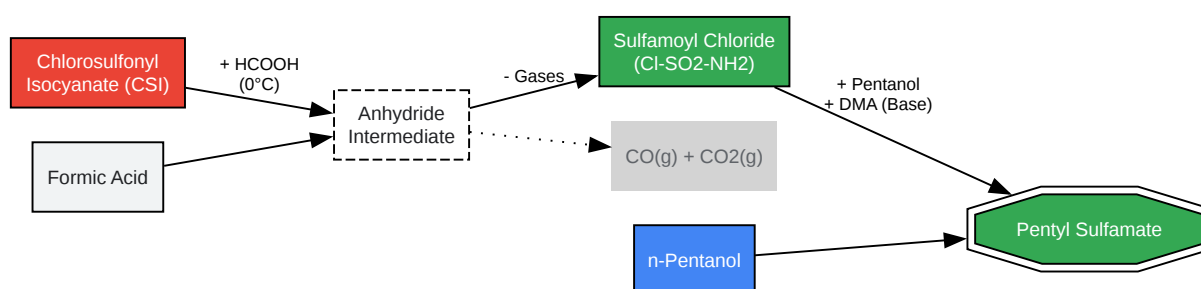 Chlorosulfonyl
Isocyanate (CSI)
+ HCOOH
(0°C)
Formic Acid
Anhydride
Intermediate
- Gases
Sulfamoyl Chloride
(Cl-SO2-NH2)
CO(g) + CO2(g)
+ Pentanol
+ DMA (Base)
n-Pentanol
Pentyl Sulfamate